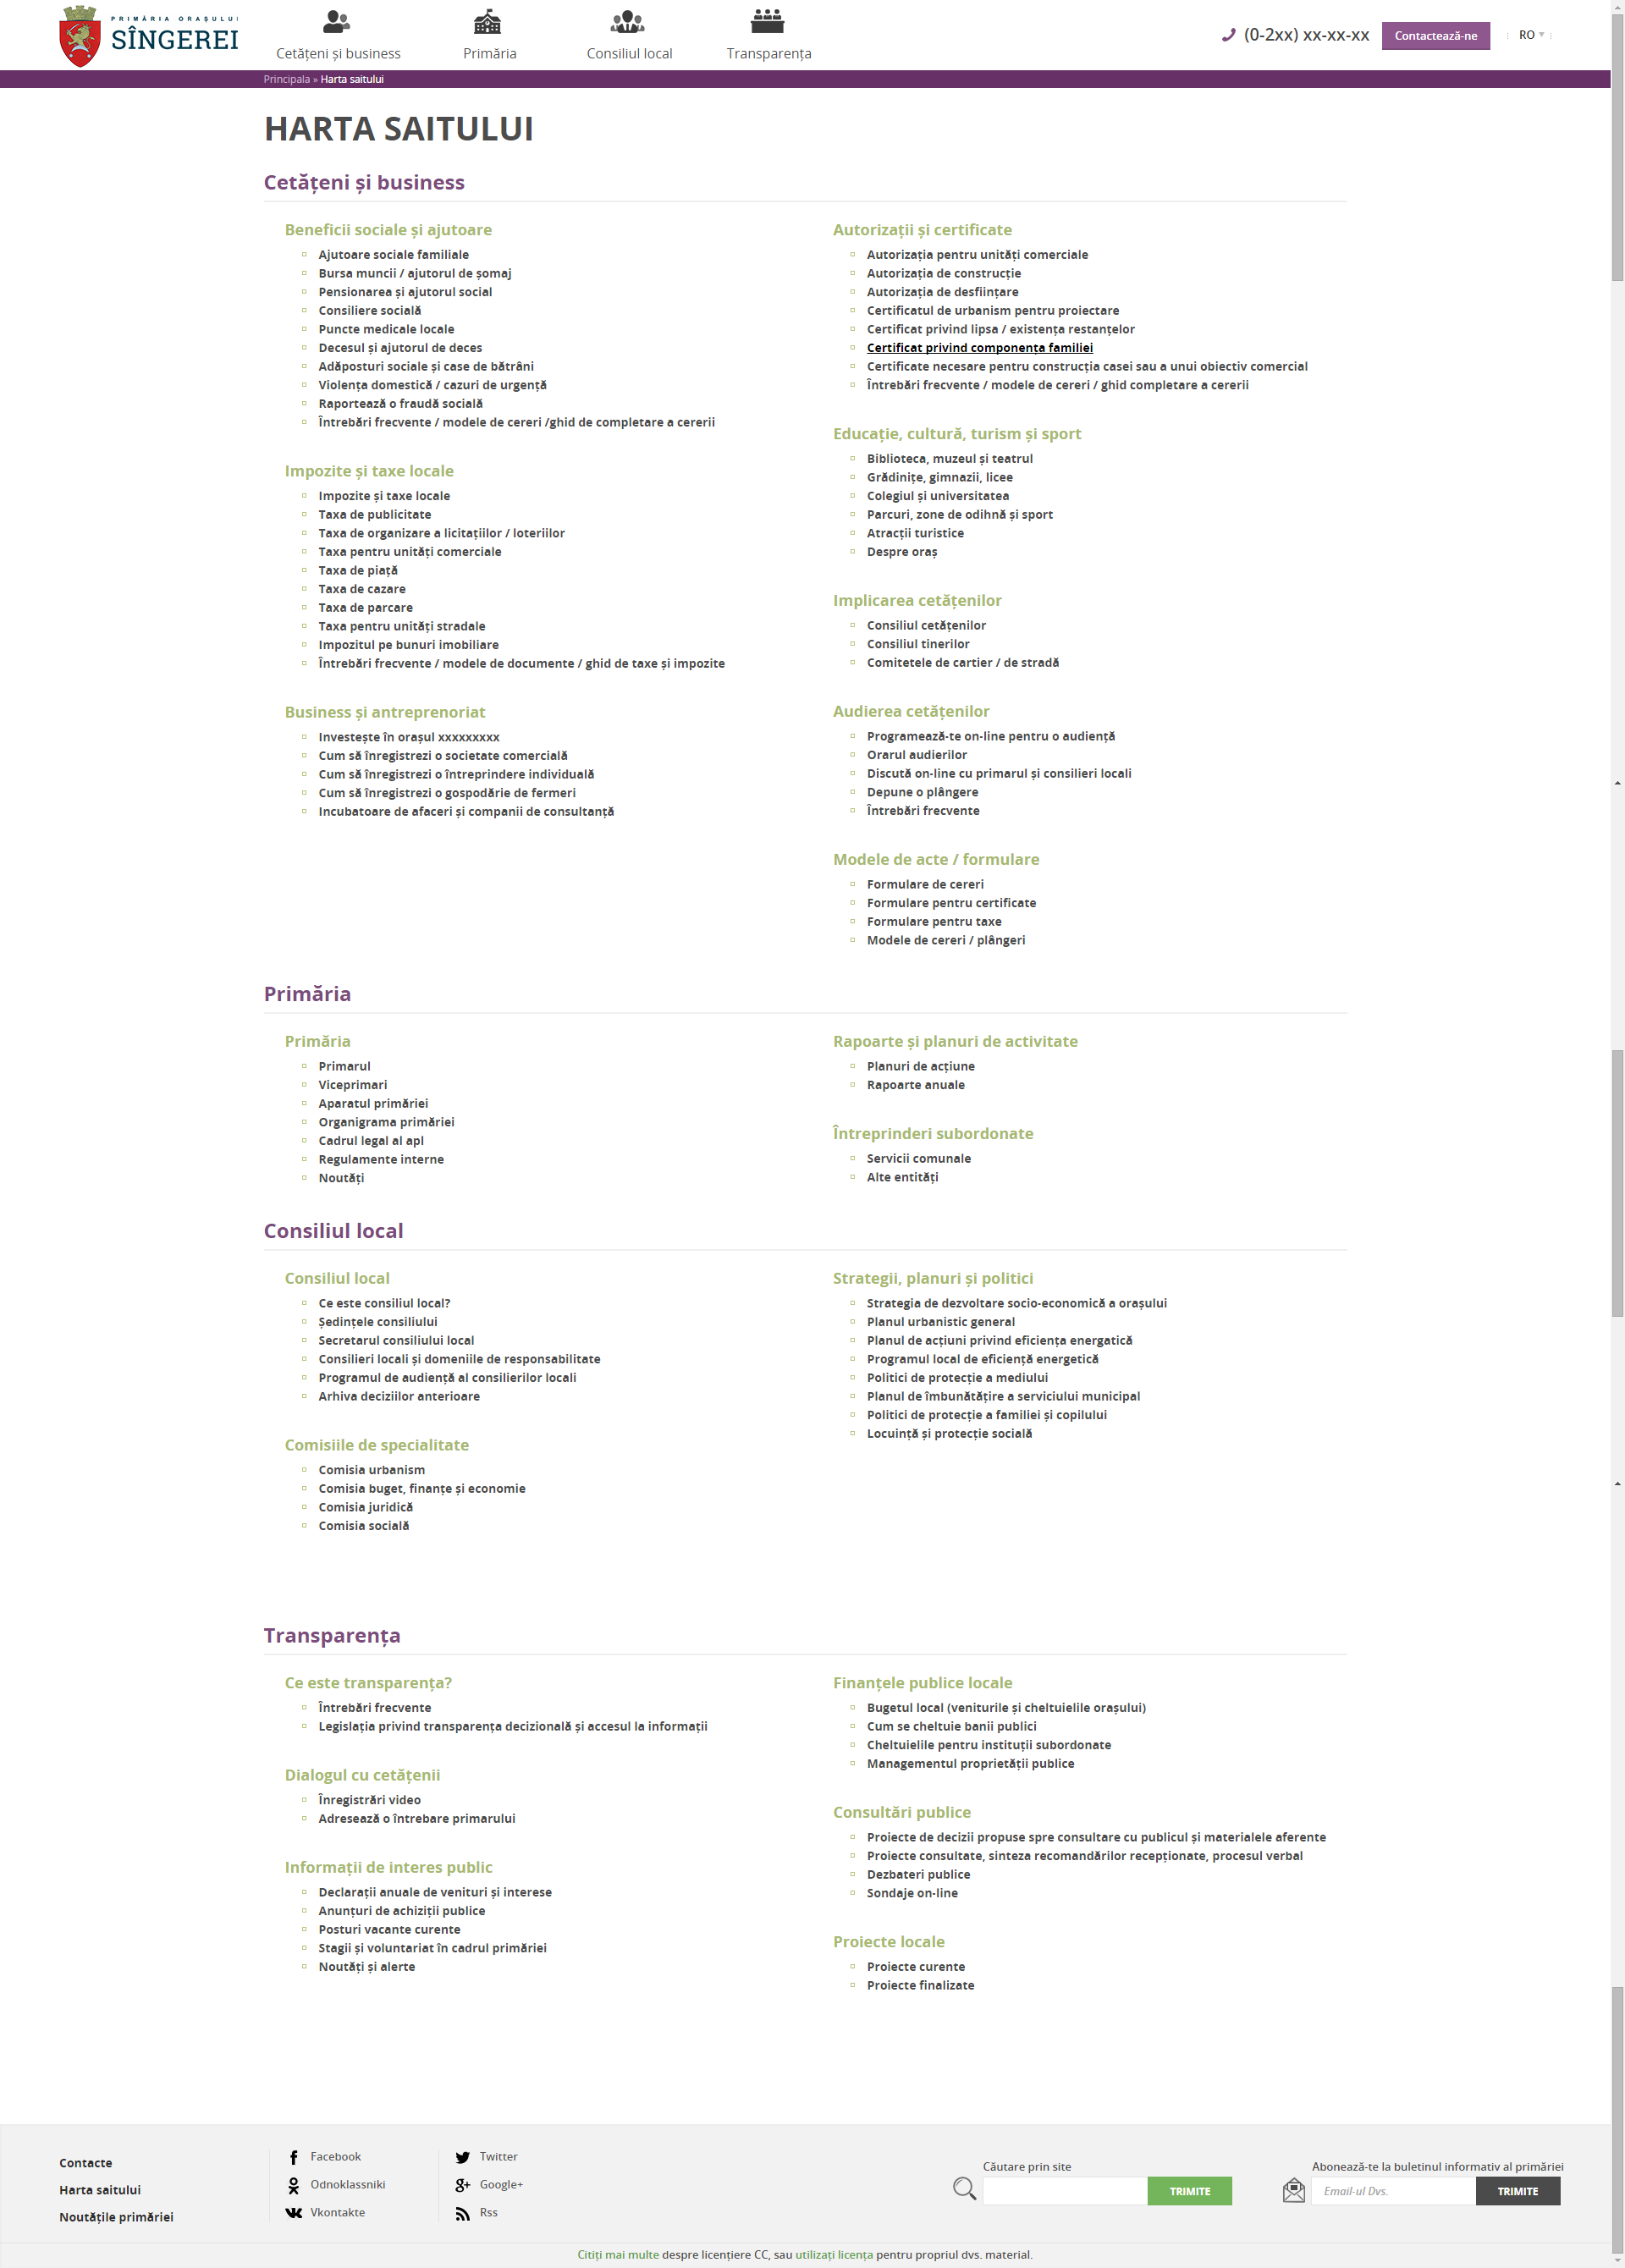 PRIMĂRIA ORAȘULUI
SÎNGEREI
Cetățeni și business
Primăria
Consiliul local
Transparența
(0-2xx) xx-xx-xx
Contactează-ne
RO
Principala » Harta saitului
HARTA SAITULUI
Cetățeni și business
Beneficii sociale și ajutoare
Ajutoare sociale familiale
Bursa muncii / ajutorul de șomaj
Pensionarea și ajutorul social
Consiliere socială
Puncte medicale locale
Decesul și ajutorul de deces
Adăposturi sociale și case de bătrâni
Violența domestică / cazuri de urgență
Raportează o fraudă socială
Întrebări frecvente / modele de cereri /ghid de completare a cererii
Impozite și taxe locale
Impozite și taxe locale
Taxa de publicitate
Taxa de organizare a licitațiilor / loteriilor
Taxa pentru unități comerciale
Taxa de piață
Taxa de cazare
Taxa de parcare
Taxa pentru unități stradale
Impozitul pe bunuri imobiliare
Întrebări frecvente / modele de documente / ghid de taxe și impozite
Business și antreprenoriat
Investește în orașul xxxxxxxxx
Cum să înregistrezi o societate comercială
Cum să înregistrezi o întreprindere individuală
Cum să înregistrezi o gospodărie de fermeri
Incubatoare de afaceri și companii de consultanță
Autorizații și certificate
Autorizația pentru unități comerciale
Autorizația de construcție
Autorizația de desființare
Certificatul de urbanism pentru proiectare
Certificat privind lipsa / existența restanțelor
Certificat privind componența familiei
Certificate necesare pentru construcția casei sau a unui obiectiv comercial
Întrebări frecvente / modele de cereri / ghid completare a cererii
Educație, cultură, turism și sport
Biblioteca, muzeul și teatrul
Grădinițe, gimnazii, licee
Colegiul și universitatea
Parcuri, zone de odihnă și sport
Atracții turistice
Despre oraș
Implicarea cetățenilor
Consiliul cetățenilor
Consiliul tinerilor
Comitetele de cartier / de stradă
Audierea cetățenilor
Programează-te on-line pentru o audiență
Orarul audierilor
Discută on-line cu primarul și consilieri locali
Depune o plângere
Întrebări frecvente
Modele de acte / formulare
Formulare de cereri
Formulare pentru certificate
Formulare pentru taxe
Modele de cereri / plângeri
Primăria
Primăria
Primarul
Viceprimari
Aparatul primăriei
Organigrama primăriei
Cadrul legal al apl
Regulamente interne
Noutăți
Rapoarte și planuri de activitate
Planuri de acțiune
Rapoarte anuale
Întreprinderi subordonate
Servicii comunale
Alte entități
Consiliul local
Consiliul local
Ce este consiliul local?
Ședințele consiliului
Secretarul consiliului local
Consilieri locali și domeniile de responsabilitate
Programul de audiență al consilierilor locali
Arhiva deciziilor anterioare
Comisiile de specialitate
Comisia urbanism
Comisia buget, finanțe și economie
Comisia juridică
Comisia socială
Strategii, planuri și politici
Strategia de dezvoltare socio-economică a orașului
Planul urbanistic general
Planul de acțiuni privind eficiența energatică
Programul local de eficiență energetică
Politici de protecție a mediului
Planul de îmbunătățire a serviciului municipal
Politici de protecție a familiei și copilului
Locuință și protecție socială
Transparența
Ce este transparența?
Întrebări frecvente
Legislația privind transparența decizională și accesul la informații
Dialogul cu cetățenii
Înregistrări video
Adresează o întrebare primarului
Informații de interes public
Declarații anuale de venituri și interese
Anunțuri de achiziții publice
Posturi vacante curente
Stagii și voluntariat în cadrul primăriei
Noutăți și alerte
Finanțele publice locale
Bugetul local (veniturile și cheltuielile orașului)
Cum se cheltuie banii publici
Cheltuielile pentru instituții subordonate
Managementul proprietății publice
Consultări publice
Proiecte de decizii propuse spre consultare cu publicul și materialele aferente
Proiecte consultate, sinteza recomandărilor recepționate, procesul verbal
Dezbateri publice
Sondaje on-line
Proiecte locale
Proiecte curente
Proiecte finalizate
Contacte
Harta saitului
Noutățile primăriei
Facebook
Odnoklassniki
Vkontakte
Twitter
Google+
Rss
Căutare prin site
TRIMITE
Abonează-te la buletinul informativ al primăriei
Email-ul Dvs.
TRIMITE
Citiți mai multe despre licențiere CC, sau utilizați licența pentru propriul dvs. material.